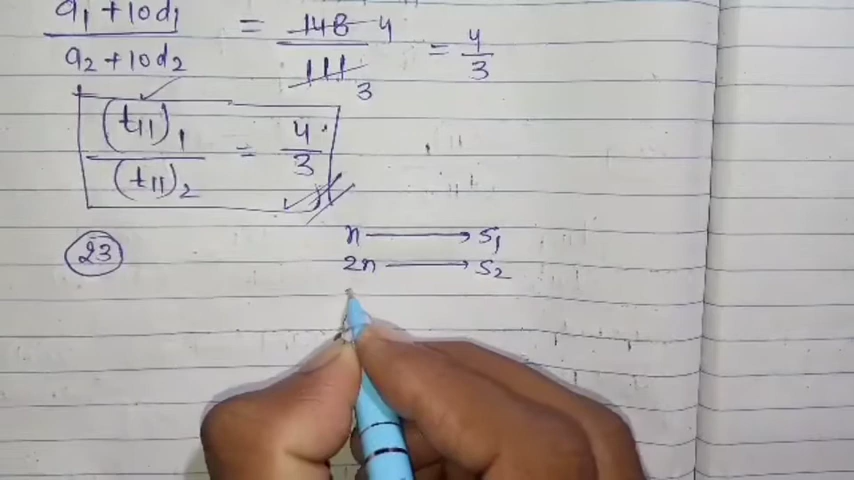 a1 + 10d1 / a2 + 10d2 = 148 4 / 111 3 = 4/3
(t11)1 / (t11)2 = 4/3
23 n → S1
2n → S2